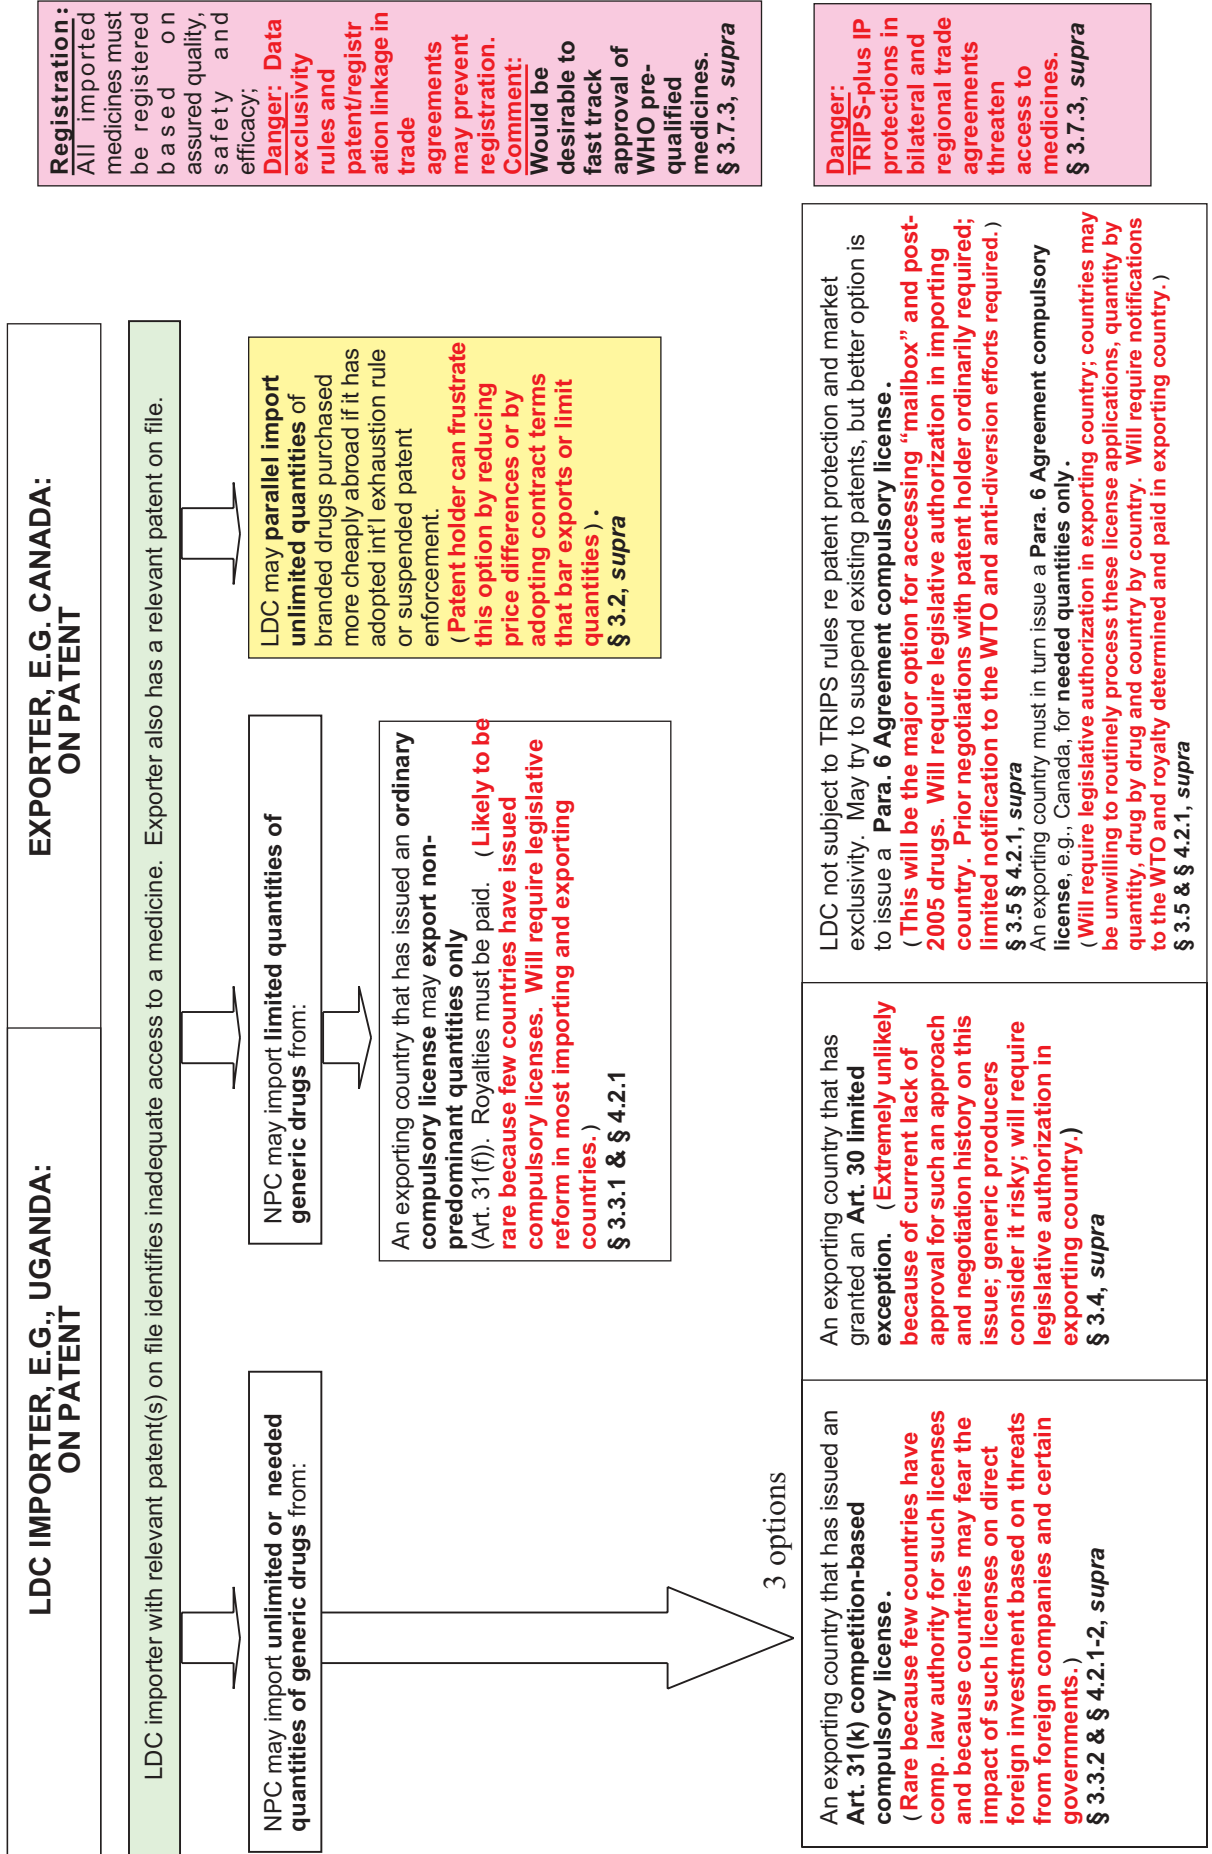 LDC IMPORTER, E.G., UGANDA:
ON PATENT
EXPORTER, E.G. CANADA:
ON PATENT
LDC importer with relevant patent(s) on file identifies inadequate access to a medicine.  Exporter also has a relevant patent on file.
NPC may import unlimited or needed
quantities of generic drugs from:
NPC may import limited quantities of
generic drugs from:
An exporting country that has issued an ordinary
compulsory license may export non-
predominant quantities only
(Art. 31(f)).  Royalties must be paid.  (Likely to be
rare because few countries have issued
compulsory licenses.  Will require legislative
reform in most importing and exporting
countries.)
§ 3.3.1 & § 4.2.1
LDC may parallel import
unlimited quantities of
branded drugs purchased
more cheaply abroad if it has
adopted int'l exhaustion rule
or suspended patent
enforcement.
(Patent holder can frustrate
this option by reducing
price differences or by
adopting contract terms
that bar exports or limit
quantities).
§ 3.2, supra
3 options
An exporting country that has issued an
Art. 31(k) competition-based
compulsory license.
(Rare because few countries have
comp. law authority for such licenses
and because countries may fear the
impact of such licenses on direct
foreign investment based on threats
from foreign companies and certain
governments.)
§ 3.3.2 & § 4.2.1-2, supra
An exporting country that has
granted an Art. 30 limited
exception.  (Extremely unlikely
because of current lack of
approval for such an approach
and negotiation history on this
issue; generic producers
consider it risky; will require
legislative authorization in
exporting country.)
§ 3.4, supra
LDC not subject to TRIPS rules re patent protection and market
exclusivity.  May try to suspend existing patents, but better option is
to issue a Para. 6 Agreement compulsory license.
(This will be the major option for accessing “mailbox” and post-
2005 drugs.  Will require legislative authorization in importing
country.  Prior negotiations with patent holder ordinarily required;
limited notification to the WTO and anti-diversion efforts required.)
§ 3.5 § 4.2.1, supra
An exporting country must in turn issue a Para. 6 Agreement compulsory
license, e.g., Canada, for needed quantities only.
(Will require legislative authorization in exporting country; countries may
be unwilling to routinely process these license applications, quantity by
quantity, drug by drug and country by country.  Will require notifications
to the WTO and royalty determined and paid in exporting country.)
§ 3.5 & § 4.2.1, supra
Registration:
All imported
medicines must
be registered
based on
assured quality,
safety and
efficacy;
Danger: Data
exclusivity
rules and
patent/registr
ation linkage in
trade
agreements
may prevent
registration.
Comment:
Would be
desirable to
fast track
approval of
WHO pre-
qualified
medicines.
§ 3.7.3, supra
Danger:
TRIPS-plus IP
protections in
bilateral and
regional trade
agreements
threaten
access to
medicines.
§ 3.7.3, supra